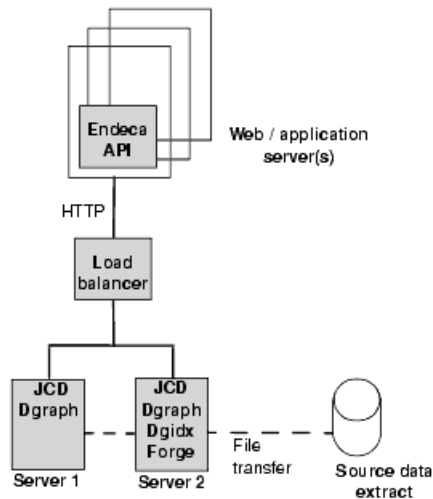 Endeca
API
Web / application
server(s)
HTTP
Load
balancer
JCD
Dgraph
Server 1
JCD
Dgraph
Dgidx
Forge
Server 2
File
transfer
Source data
extract